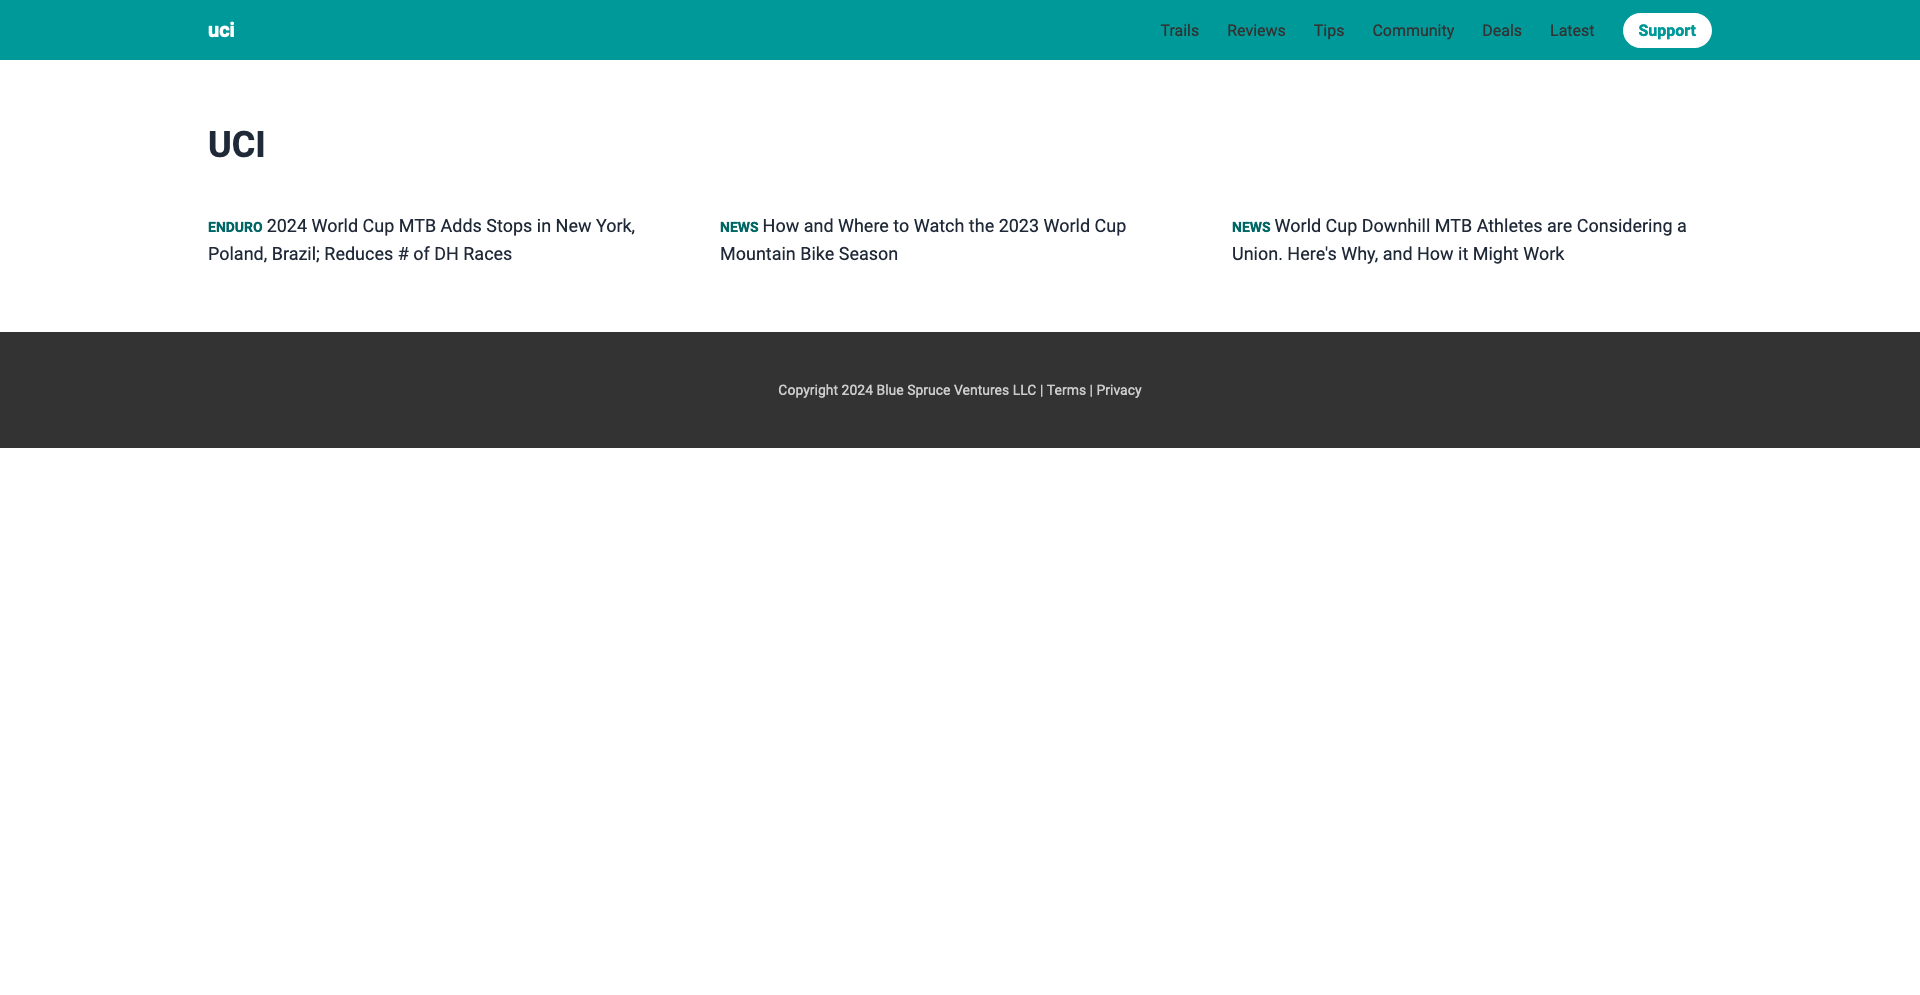 uci
Trails Reviews Tips Community Deals Latest Support
UCI
ENDURO 2024 World Cup MTB Adds Stops in New York,
Poland, Brazil; Reduces # of DH Races
NEWS How and Where to Watch the 2023 World Cup
Mountain Bike Season
NEWS World Cup Downhill MTB Athletes are Considering a
Union. Here's Why, and How it Might Work
Copyright 2024 Blue Spruce Ventures LLC | Terms | Privacy